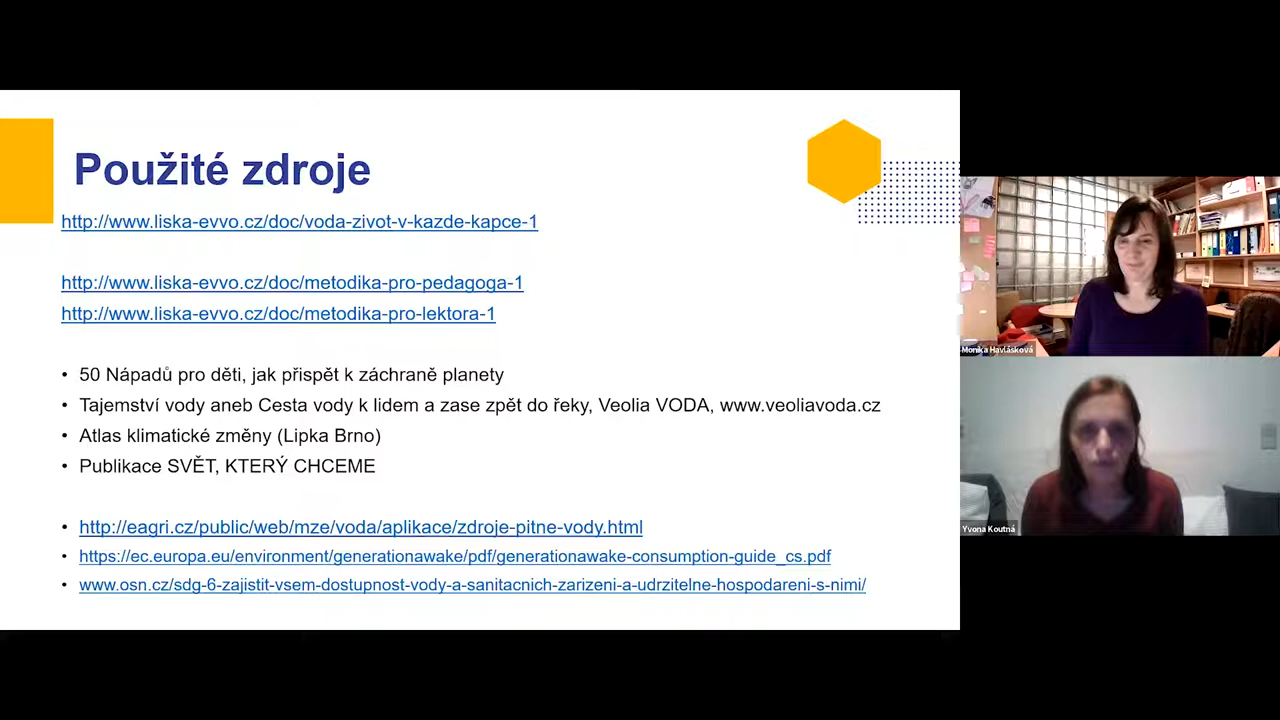 Použité zdroje
http://www.liska-evvo.cz/doc/voda-zivot-v-kazde-kapce-1
http://www.liska-evvo.cz/doc/metodika-pro-pedagoga-1
http://www.liska-evvo.cz/doc/metodika-pro-lektora-1
• 50 Nápadů pro děti, jak přispět k záchraně planety
• Tajemství vody aneb Cesta vody k lidem a zase zpět do řeky, Veolia VODA, www.veoliavoda.cz
• Atlas klimatické změny (Lipka Brno)
• Publikace SVĚT, KTERÝ CHCEME
• http://eagri.cz/public/web/mze/voda/aplikace/zdroje-pitne-vody.html
• https://ec.europa.eu/environment/generationawake/pdf/generationawake-consumption-guide_cs.pdf
• www.osn.cz/sdg-6-zajistit-vsem-dostupnost-vody-a-sanitacnich-zarizeni-a-udrzitelne-hospodareni-s-nimi/
Monika Havlásková
Yvona Koutná